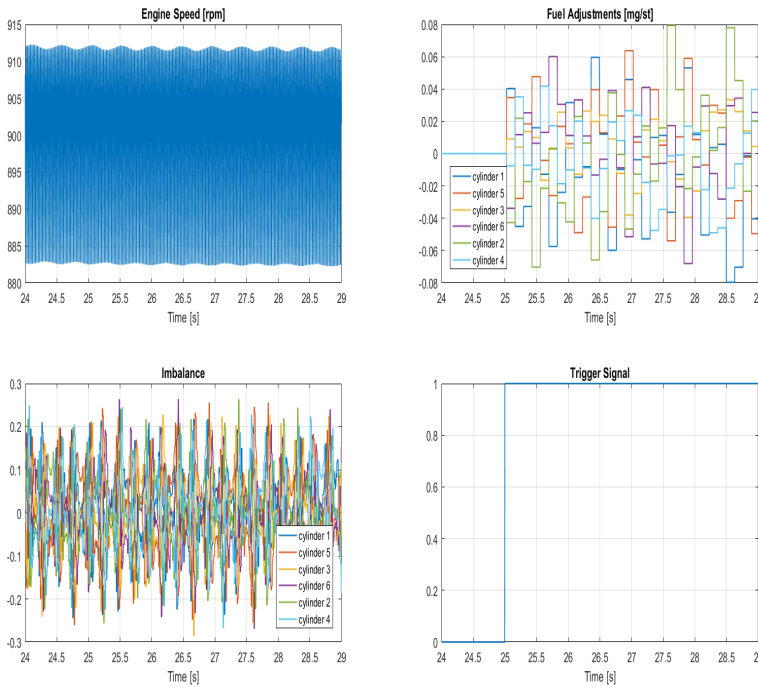 Engine Speed [rpm]
915
910
905
900
895
890
885
880
24 24.5 25 25.5 26 26.5 27 27.5 28 28.5 29
Time [s]
Fuel Adjustments [mg/st]
0.08
0.06
0.04
0.02
0
-0.02
-0.04
-0.06
-0.08
cylinder 1
cylinder 5
cylinder 3
cylinder 6
cylinder 2
cylinder 4
24 24.5 25 25.5 26 26.5 27 27.5 28 28.5
Time [s]
Imbalance
0.3
0.2
0.1
0
-0.1
-0.2
-0.3
cylinder 1
cylinder 5
cylinder 3
cylinder 6
cylinder 2
cylinder 4
24 24.5 25 25.5 26 26.5 27 27.5 28 28.5 29
Time [s]
Trigger Signal
1
0.8
0.6
0.4
0.2
0
24 24.5 25 25.5 26 26.5 27 27.5 28 28.5
Time [s]